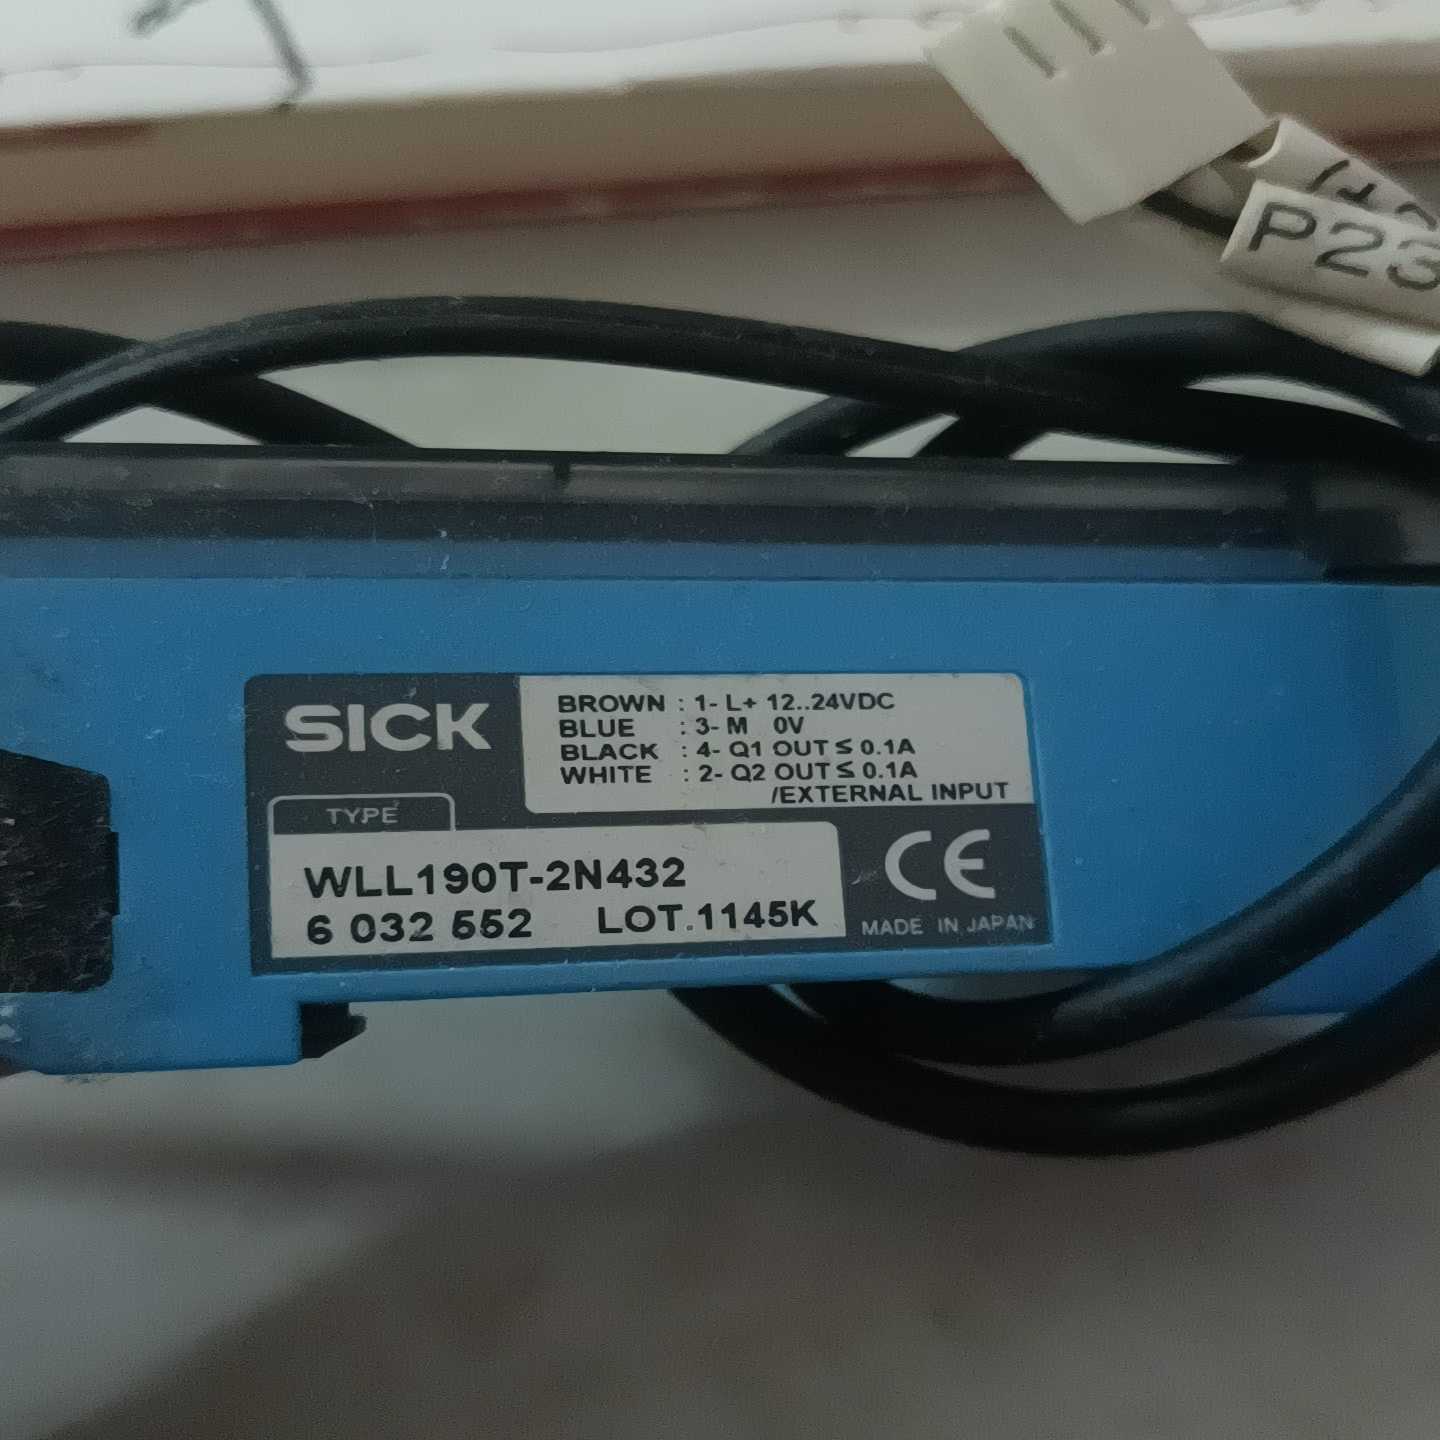 P23
SICK
BROWN : 1- L+ 12..24VDC
BLUE : 3- M 0V
BLACK : 4- Q1 OUT ≤ 0.1A
WHITE : 2- Q2 OUT ≤ 0.1A
/EXTERNAL INPUT
TYPE
WLL190T-2N432
6 032 552 LOT.1145K
CE
MADE IN JAPAN